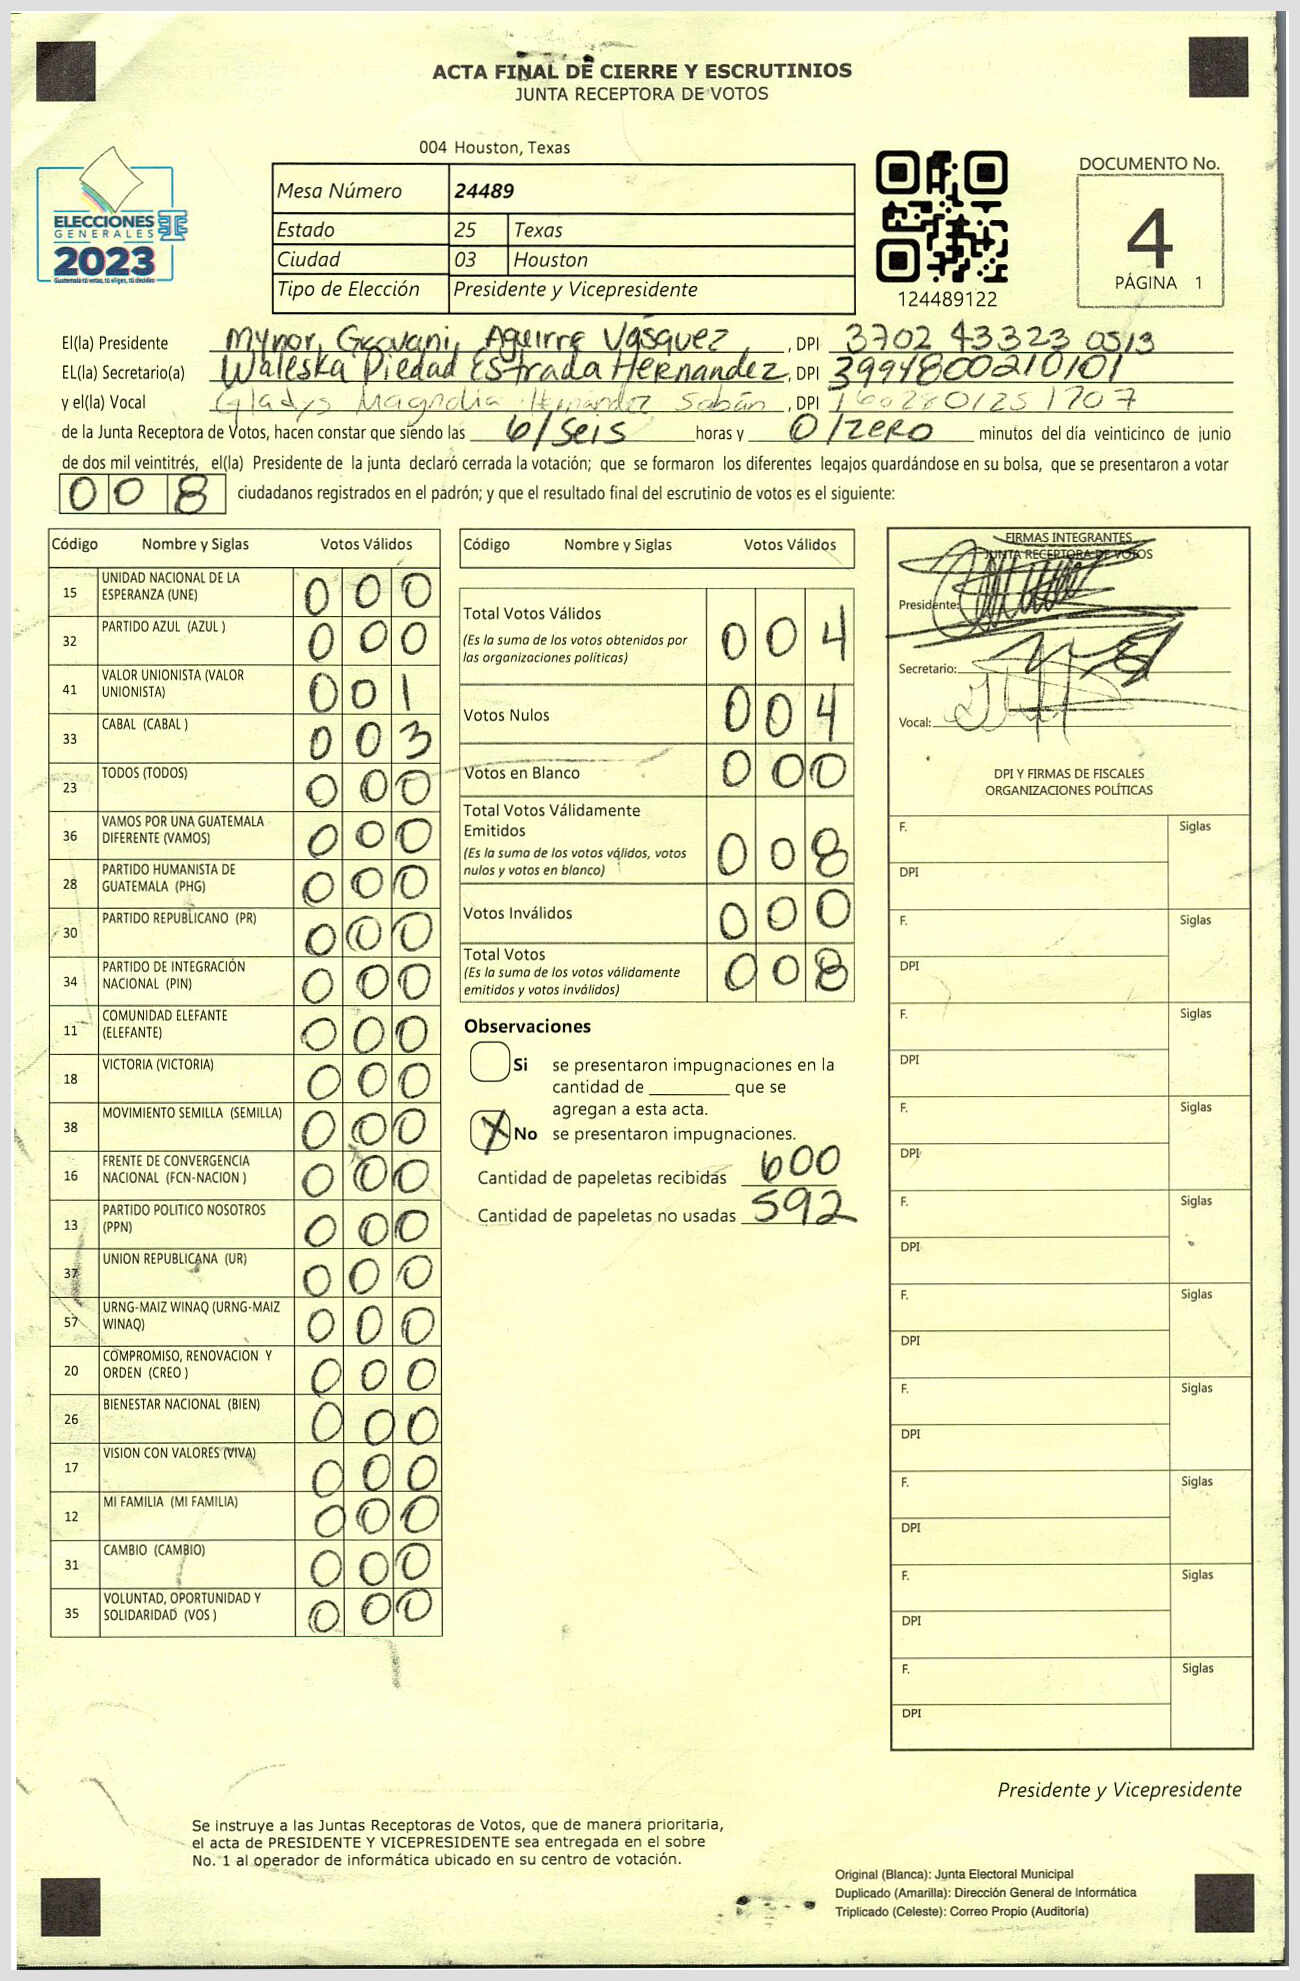 ACTA FINAL DE CIERRE Y ESCRUTINIOS
JUNTA RECEPTORA DE VOTOS
004 Houston, Texas
Mesa Número 24489
Estado 25 Texas
Ciudad 03 Houston
Tipo de Elección Presidente y Vicepresidente
ELECCIONES
GENERALES
2023
Guatemala tú votas, tú eliges, tú decides
124489122
DOCUMENTO No.
4
PÁGINA 1
El(la) Presidente Mynor, Geovani, Aguirre Vásquez , DPI 3702 43323 0513
EL(la) Secretario(a) Waleska Piedad Estrada Hernandez, DPI 3994800210101
y el(la) Vocal Gladys Magnolia Hernández Sabán , DPI 1602801251707
de la Junta Receptora de Votos, hacen constar que siendo las 6/seis horas y 0/zero minutos del día veinticinco de junio
de dos mil veintitrés, el(la) Presidente de la junta declaró cerrada la votación; que se formaron los diferentes legajos guardándose en su bolsa, que se presentaron a votar
0 0 8 ciudadanos registrados en el padrón; y que el resultado final del escrutinio de votos es el siguiente:
Código Nombre y Siglas Votos Válidos
15 UNIDAD NACIONAL DE LA ESPERANZA (UNE) 0 0 0
32 PARTIDO AZUL (AZUL ) 0 0 0
41 VALOR UNIONISTA (VALOR UNIONISTA) 0 0 1
33 CABAL (CABAL ) 0 0 3
23 TODOS (TODOS) 0 0 0
36 VAMOS POR UNA GUATEMALA DIFERENTE (VAMOS) 0 0 0
28 PARTIDO HUMANISTA DE GUATEMALA (PHG) 0 0 0
30 PARTIDO REPUBLICANO (PR) 0 0 0
34 PARTIDO DE INTEGRACIÓN NACIONAL (PIN) 0 0 0
11 COMUNIDAD ELEFANTE (ELEFANTE) 0 0 0
18 VICTORIA (VICTORIA) 0 0 0
38 MOVIMIENTO SEMILLA (SEMILLA) 0 0 0
16 FRENTE DE CONVERGENCIA NACIONAL (FCN-NACION ) 0 0 0
13 PARTIDO POLITICO NOSOTROS (PPN) 0 0 0
37 UNION REPUBLICANA (UR) 0 0 0
57 URNG-MAIZ WINAQ (URNG-MAIZ WINAQ) 0 0 0
20 COMPROMISO, RENOVACION Y ORDEN (CREO ) 0 0 0
26 BIENESTAR NACIONAL (BIEN) 0 0 0
17 VISION CON VALORES (VIVA) 0 0 0
12 MI FAMILIA (MI FAMILIA) 0 0 0
31 CAMBIO (CAMBIO) 0 0 0
35 VOLUNTAD, OPORTUNIDAD Y SOLIDARIDAD (VOS ) 0 0 0
Código Nombre y Siglas Votos Válidos
Total Votos Válidos 0 0 4
(Es la suma de los votos obtenidos por
las organizaciones políticas)
Votos Nulos 0 0 4
Votos en Blanco 0 0 0
Total Votos Válidamente
Emitidos 0 0 8
(Es la suma de los votos válidos, votos
nulos y votos en blanco)
Votos Inválidos 0 0 0
Total Votos 0 0 8
(Es la suma de los votos válidamente
emitidos y votos inválidos)
Observaciones
Si se presentaron impugnaciones en la
cantidad de ________ que se
agregan a esta acta.
X No se presentaron impugnaciones.
Cantidad de papeletas recibidas 600
Cantidad de papeletas no usadas 592
FIRMAS INTEGRANTES
JUNTA RECEPTORA DE VOTOS
Presidente:
Secretario:
Vocal:
DPI Y FIRMAS DE FISCALES
ORGANIZACIONES POLÍTICAS
F. Siglas
DPI
F. Siglas
DPI
F. Siglas
DPI
F. Siglas
DPI
F. Siglas
DPI
F. Siglas
DPI
F. Siglas
DPI
F. Siglas
DPI
F. Siglas
DPI
F. Siglas
DPI
Presidente y Vicepresidente
Se instruye a las Juntas Receptoras de Votos, que de manera prioritaria,
el acta de PRESIDENTE Y VICEPRESIDENTE sea entregada en el sobre
No. 1 al operador de informática ubicado en su centro de votación.
Original (Blanca): Junta Electoral Municipal
Duplicado (Amarilla): Dirección General de Informática
Triplicado (Celeste): Correo Propio (Auditoría)